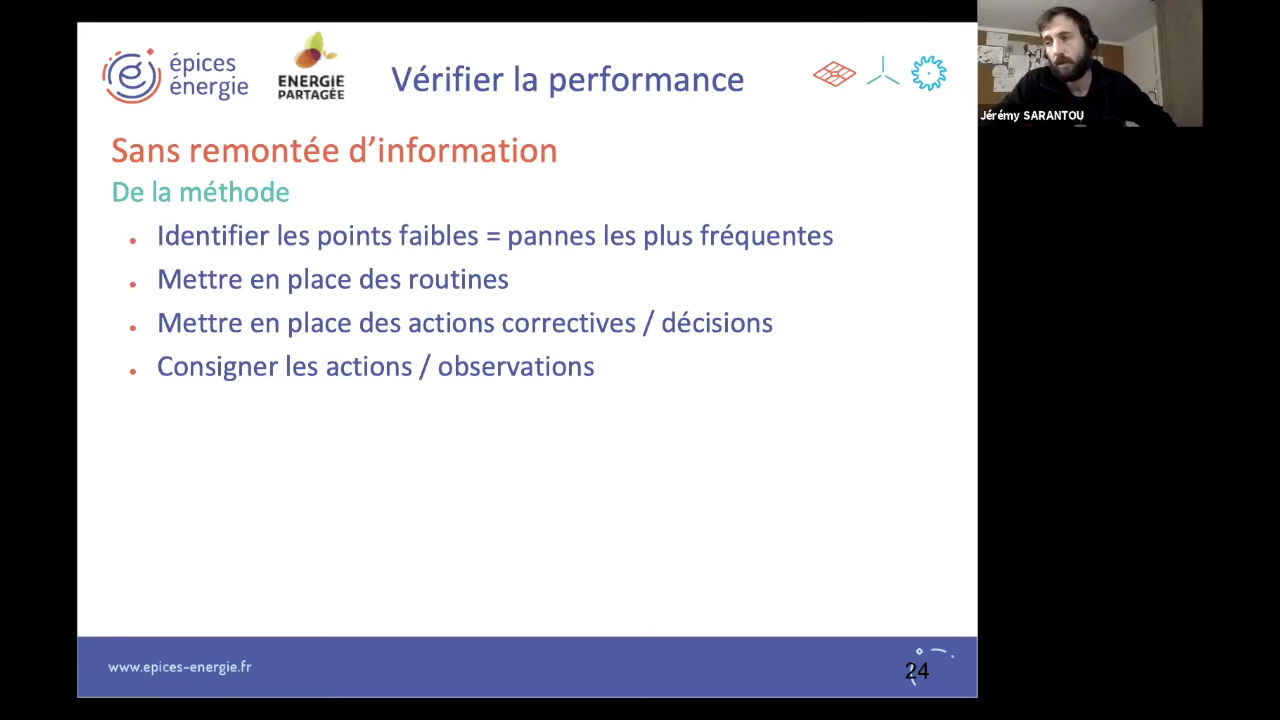 épices
énergie
ENERGIE
PARTAGÉE
Vérifier la performance
Jérémy SARANTOU
Sans remontée d’information
De la méthode
• Identifier les points faibles = pannes les plus fréquentes
• Mettre en place des routines
• Mettre en place des actions correctives / décisions
• Consigner les actions / observations
www.epices-energie.fr
24